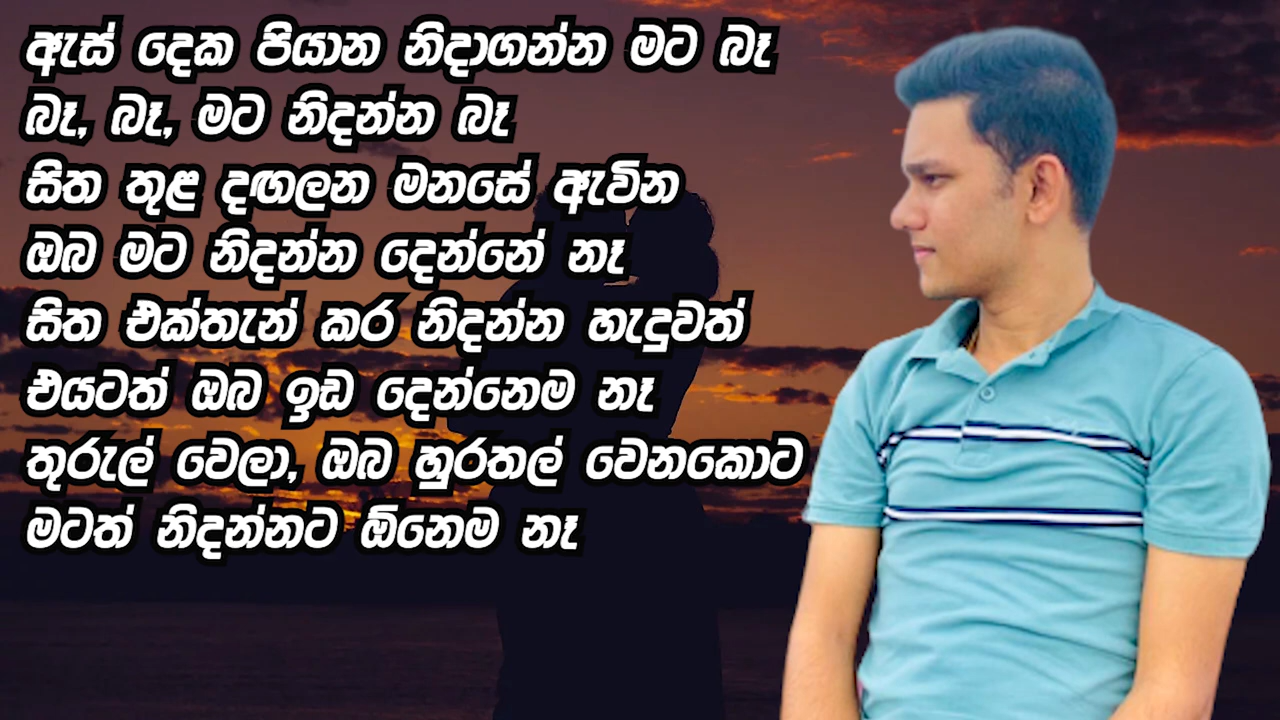 ඇස් දෙක පියාන නිදාගන්න මට බෑ
බෑ, බෑ, මට නිදන්න බෑ
සිත තුළ දඟලන මනසේ ඇවින
ඔබ මට නිදන්න දෙන්නේ නෑ
සිත එක්තැන් කර නිදන්න හැදුවත්
එයටත් ඔබ ඉඩ දෙන්නෙම නෑ
තුරුල් වෙලා, ඔබ හුරතල් වෙනකොට
මටත් නිදන්නට ඕනෙම නෑ